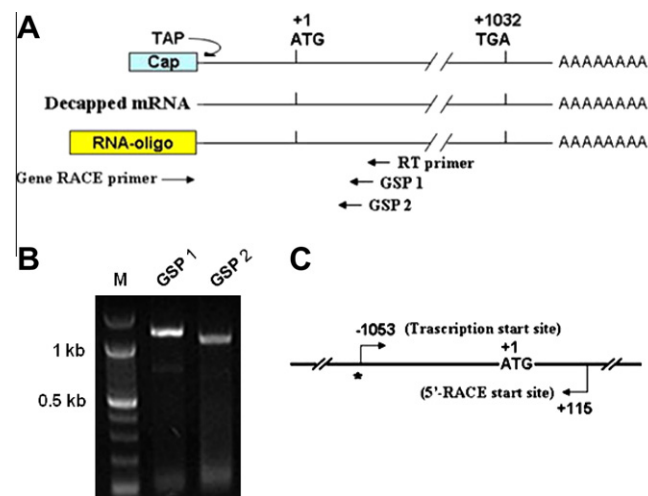 A
+1
+1032
TAP
ATG
TGA
Cap
AAAAAAAA
Decapped mRNA
AAAAAAAA
RNA-oligo
AAAAAAAA
RT primer
Gene RACE primer
GSP 1
GSP 2
B
M
GSP 1
GSP 2
1 kb
0.5 kb
C
-1053 (Trascription start site)
+1
ATG
*
(5'-RACE start site)
+115